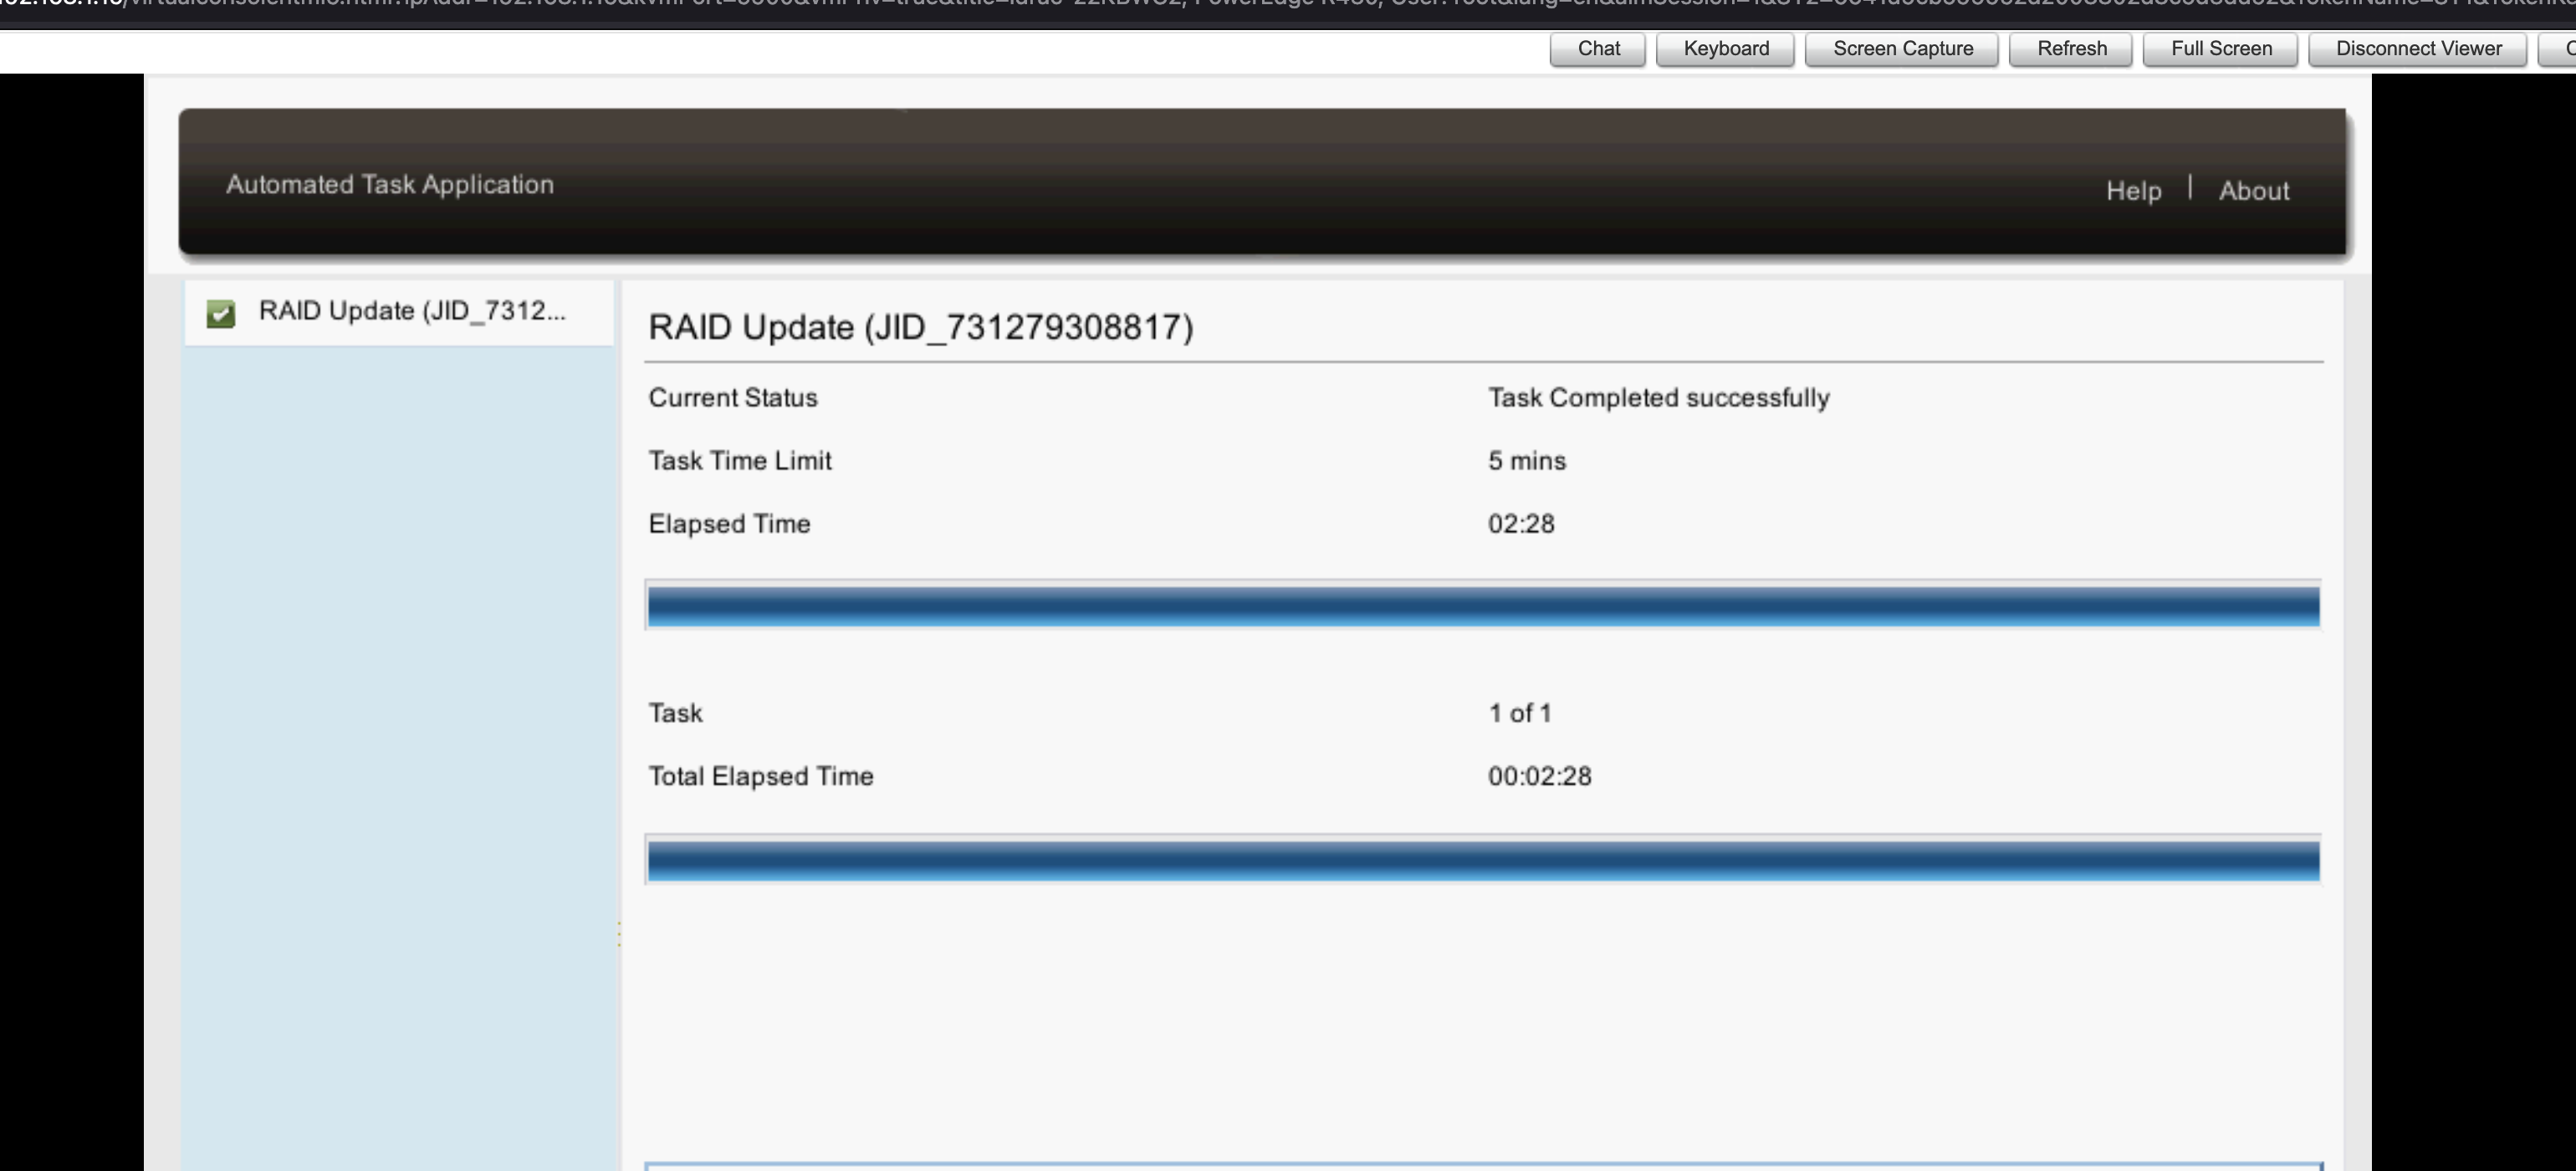 Chat Keyboard Screen Capture Refresh Full Screen Disconnect Viewer
Automated Task Application
Help | About
RAID Update (JID_7312...
RAID Update (JID_731279308817)
Current Status Task Completed successfully
Task Time Limit 5 mins
Elapsed Time 02:28
Task 1 of 1
Total Elapsed Time 00:02:28